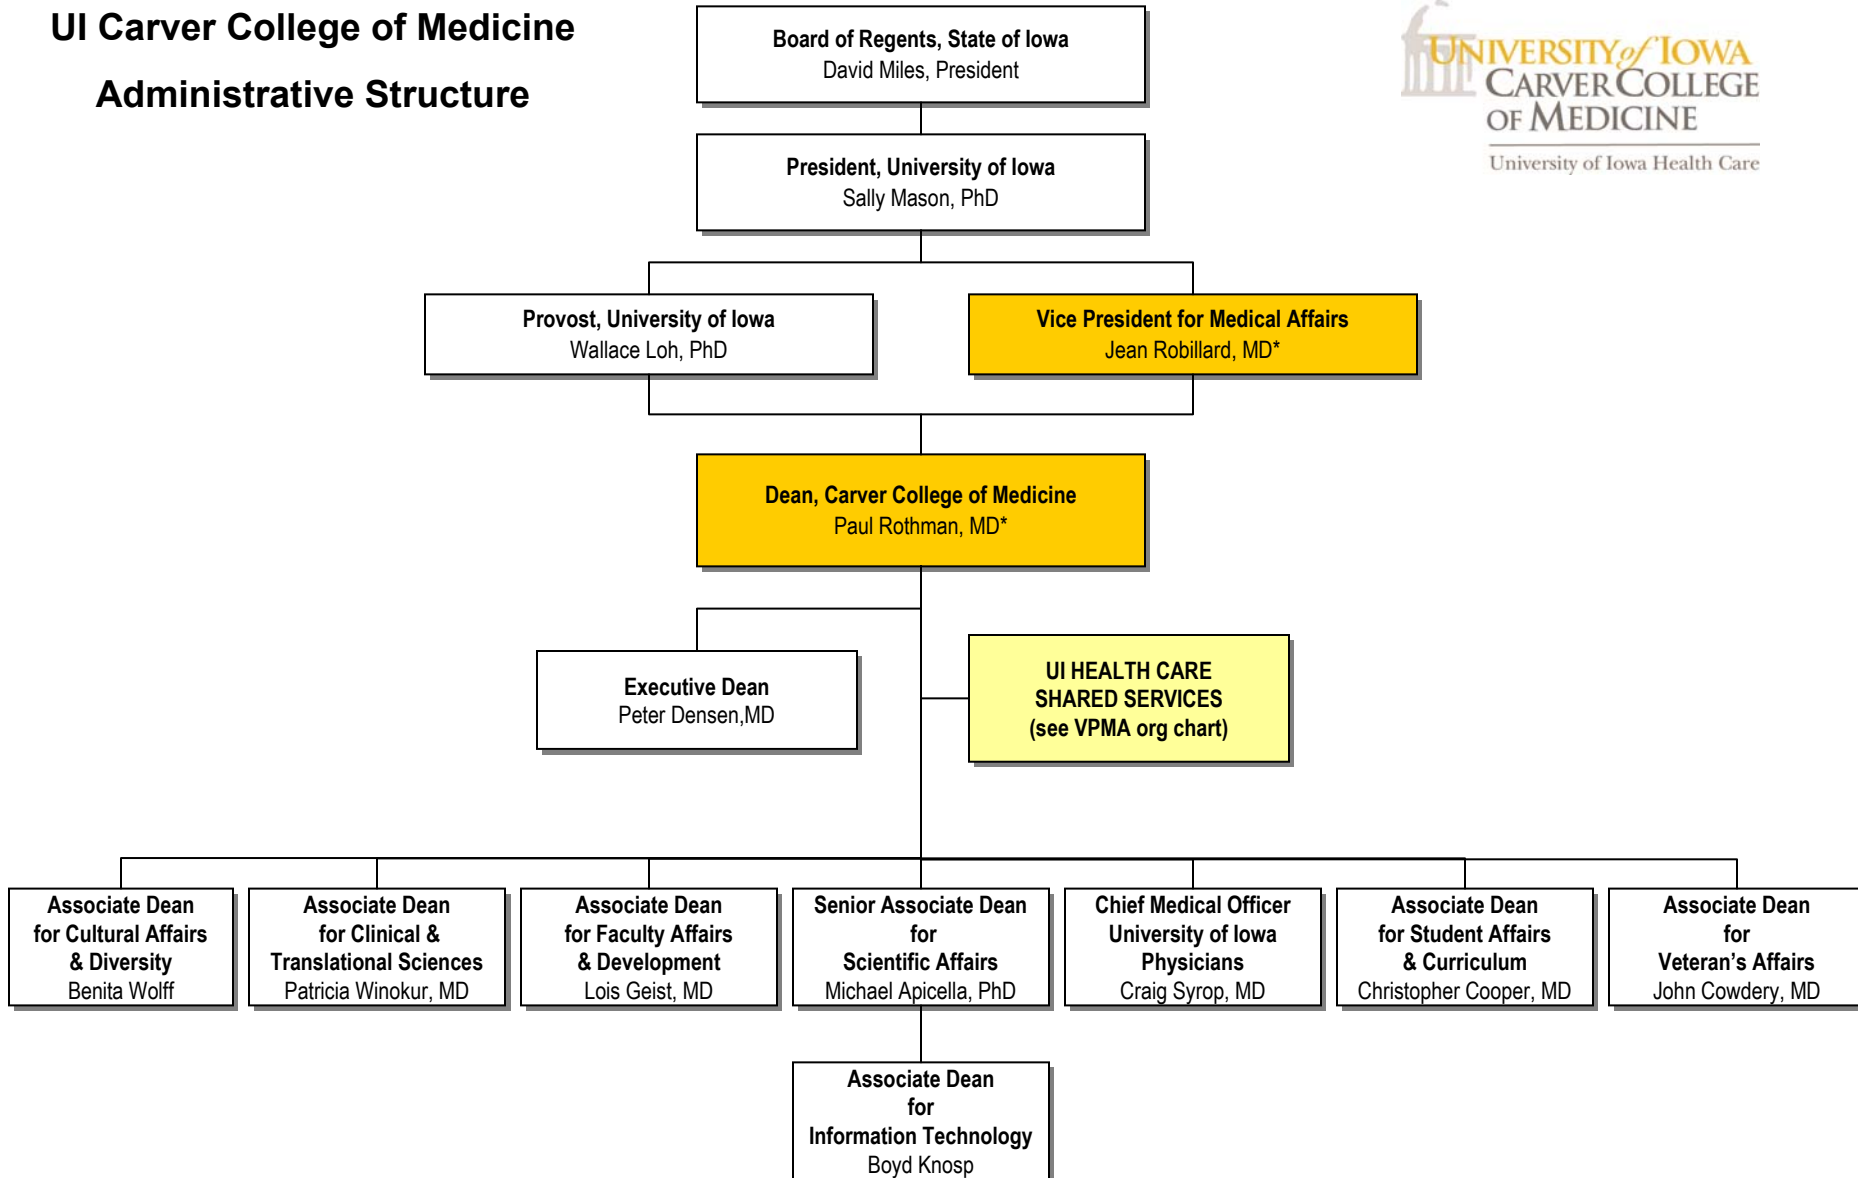 UI Carver College of Medicine
Administrative Structure
UNIVERSITY of IOWA
CARVER COLLEGE
OF MEDICINE
University of Iowa Health Care
Board of Regents, State of Iowa
David Miles, President
President, University of Iowa
Sally Mason, PhD
Provost, University of Iowa
Wallace Loh, PhD
Vice President for Medical Affairs
Jean Robillard, MD*
Dean, Carver College of Medicine
Paul Rothman, MD*
Executive Dean
Peter Densen,MD
UI HEALTH CARE
SHARED SERVICES
(see VPMA org chart)
Associate Dean
for Cultural Affairs
& Diversity
Benita Wolff
Associate Dean
for Clinical &
Translational Sciences
Patricia Winokur, MD
Associate Dean
for Faculty Affairs
& Development
Lois Geist, MD
Senior Associate Dean
for
Scientific Affairs
Michael Apicella, PhD
Chief Medical Officer
University of Iowa
Physicians
Craig Syrop, MD
Associate Dean
for Student Affairs
& Curriculum
Christopher Cooper, MD
Associate Dean
for
Veteran's Affairs
John Cowdery, MD
Associate Dean
for
Information Technology
Boyd Knosp